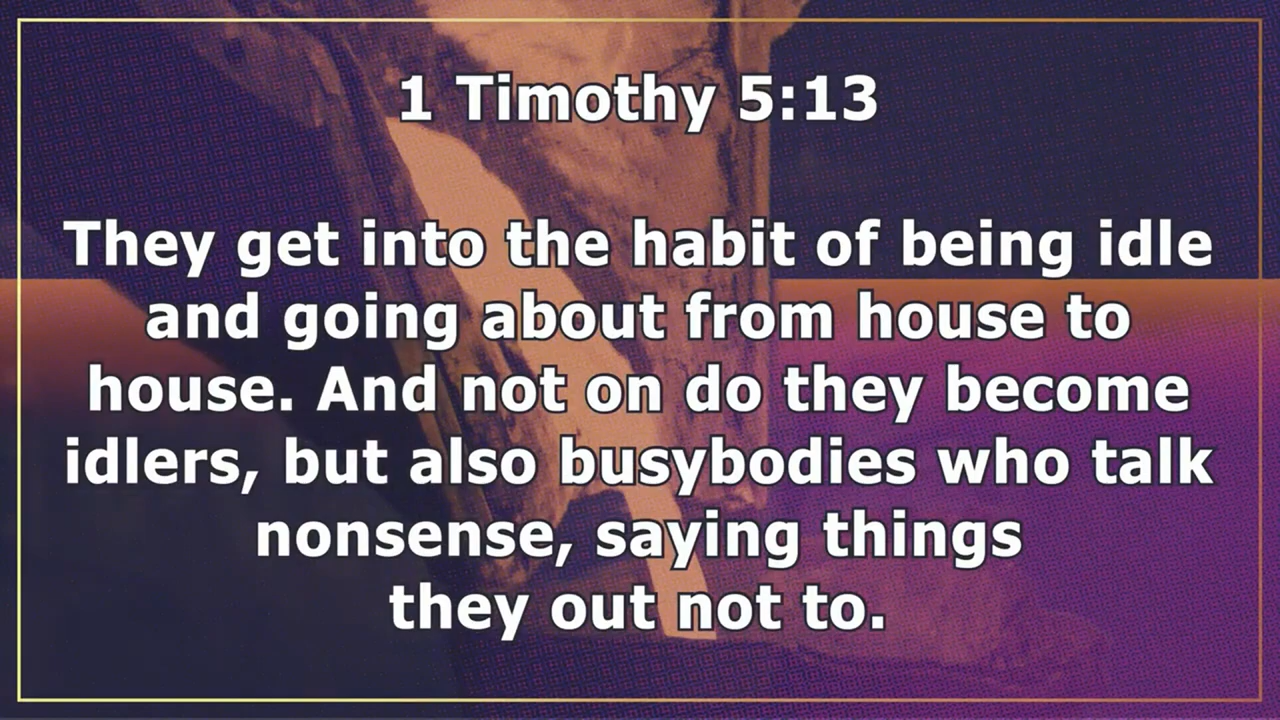 1 Timothy 5:13
They get into the habit of being idle
and going about from house to
house. And not on do they become
idlers, but also busybodies who talk
nonsense, saying things
they out not to.